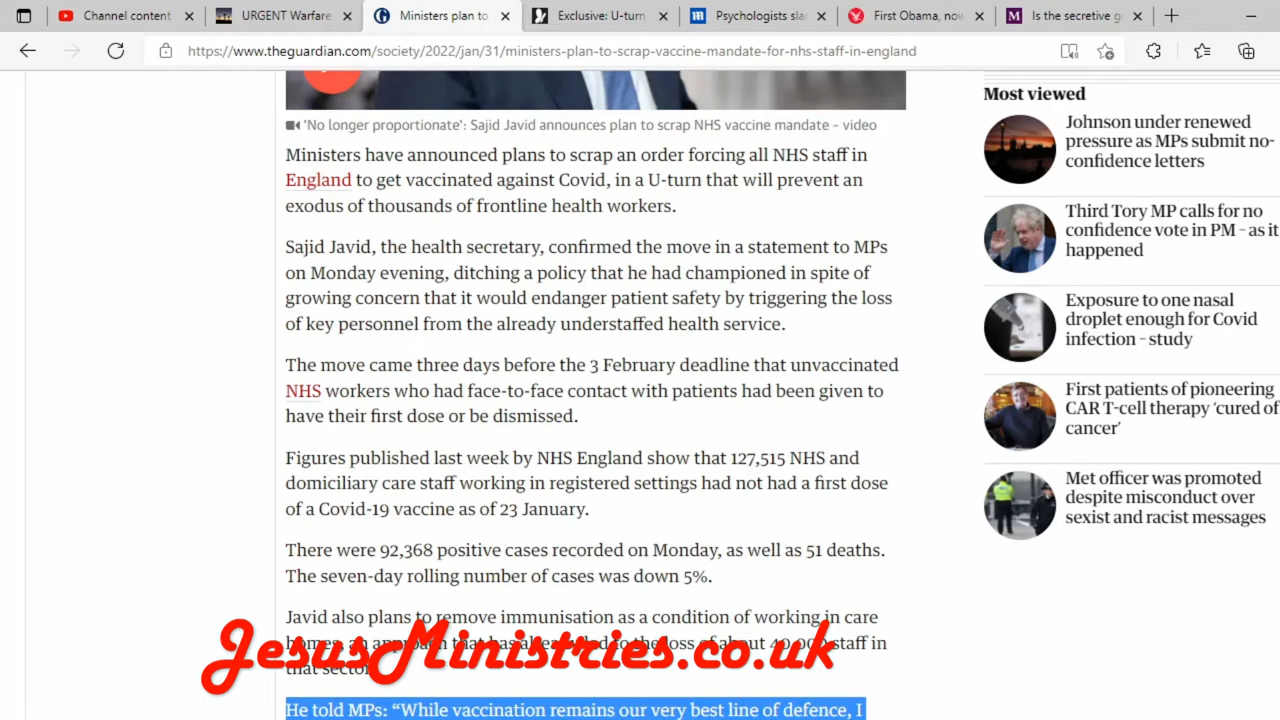 Channel content
URGENT Warfare
Ministers plan to
Exclusive: U-turn
Psychologists sla
First Obama, now
Is the secretive g
https://www.theguardian.com/society/2022/jan/31/ministers-plan-to-scrap-vaccine-mandate-for-nhs-staff-in-england
'No longer proportionate': Sajid Javid announces plan to scrap NHS vaccine mandate – video
Ministers have announced plans to scrap an order forcing all NHS staff in
England to get vaccinated against Covid, in a U-turn that will prevent an
exodus of thousands of frontline health workers.
Sajid Javid, the health secretary, confirmed the move in a statement to MPs
on Monday evening, ditching a policy that he had championed in spite of
growing concern that it would endanger patient safety by triggering the loss
of key personnel from the already understaffed health service.
The move came three days before the 3 February deadline that unvaccinated
NHS workers who had face-to-face contact with patients had been given to
have their first dose or be dismissed.
Figures published last week by NHS England show that 127,515 NHS and
domiciliary care staff working in registered settings had not had a first dose
of a Covid-19 vaccine as of 23 January.
There were 92,368 positive cases recorded on Monday, as well as 51 deaths.
The seven-day rolling number of cases was down 5%.
Javid also plans to remove immunisation as a condition of working in care
homes, an approach that has already led to the loss of about 40,000 staff in
that sector
He told MPs: “While vaccination remains our very best line of defence, I
JesusMinistries.co.uk
Most viewed
Johnson under renewed
pressure as MPs submit no-
confidence letters
Third Tory MP calls for no
confidence vote in PM – as it
happened
Exposure to one nasal
droplet enough for Covid
infection – study
First patients of pioneering
CAR T-cell therapy ‘cured of
cancer’
Met officer was promoted
despite misconduct over
sexist and racist messages